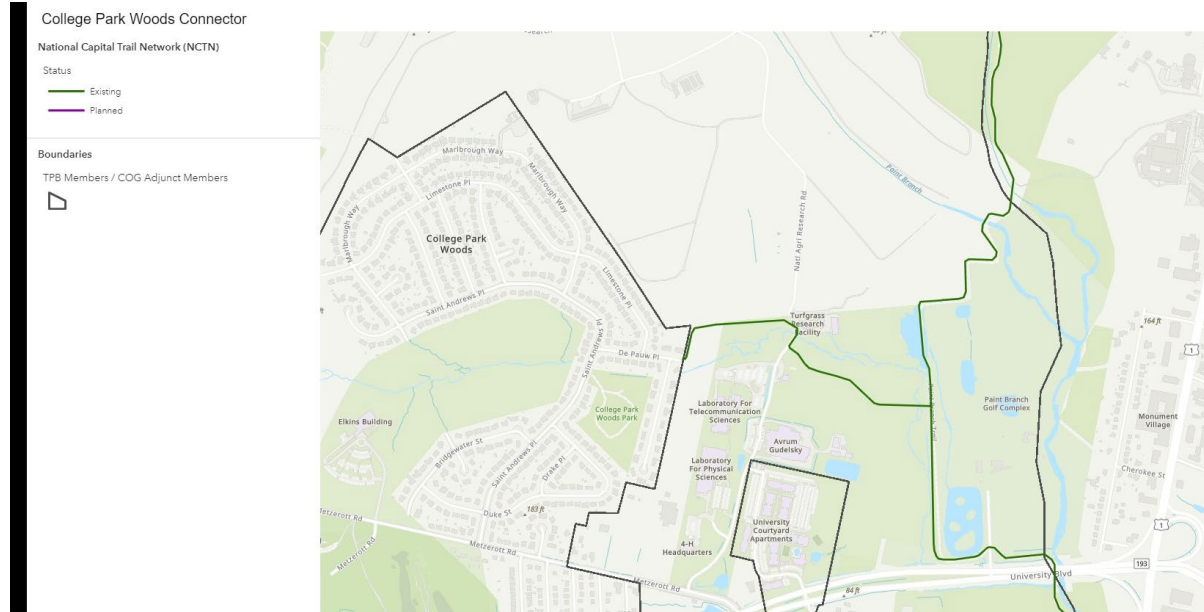 College Park Woods Connector
National Capital Trail Network (NCTN)
Status
Existing
Planned
Boundaries
TPB Members / COG Adjunct Members
Marlbrough Way
Marlbrough Way
Limestone Pl
Marlbrough Way
College Park
Woods
Limestone Pl
Saint Andrews Pl
Saint Andrews Pl
De Pauw Pl
College Park
Woods Park
Elkins Building
Bridgewater St
Saint Andrews Pl
Drake Pl
Duke St
183 ft
Metzerott Rd
Metzerott Rd
Metzerott Rd
Metzerott Rd
Natl Agri Research Rd
Paint Branch
Turfgrass
Research
Facility
Laboratory For
Telecommunication
Sciences
Avrum
Gudelsky
Laboratory
For Physical
Sciences
University
Courtyard
Apartments
4-H
Headquarters
Paint Branch Trail
Paint Branch
Golf Complex
164 ft
1
Monument
Village
Cherokee St
1
193
University Blvd
84 ft